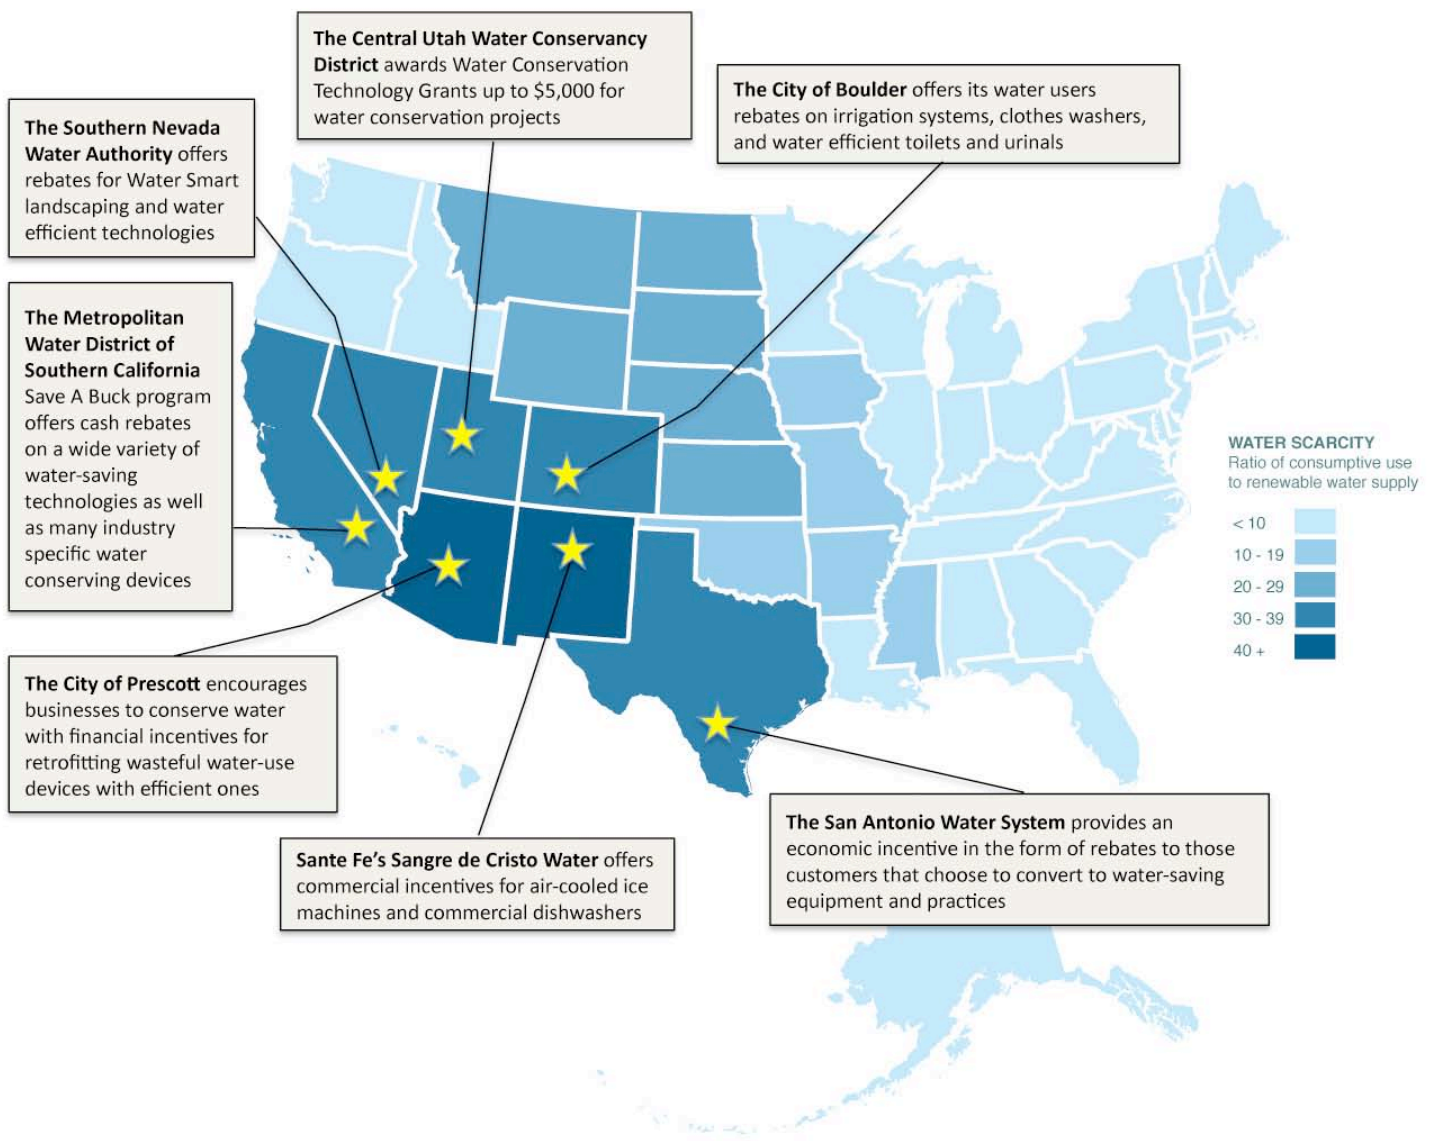 The Central Utah Water Conservancy
District awards Water Conservation
Technology Grants up to $5,000 for
water conservation projects
The City of Boulder offers its water users
rebates on irrigation systems, clothes washers,
and water efficient toilets and urinals
The Southern Nevada
Water Authority offers
rebates for Water Smart
landscaping and water
efficient technologies
The Metropolitan
Water District of
Southern California
Save A Buck program
offers cash rebates
on a wide variety of
water-saving
technologies as well
as many industry
specific water
conserving devices
WATER SCARCITY
Ratio of consumptive use
to renewable water supply
< 10
10 - 19
20 - 29
30 - 39
40 +
The City of Prescott encourages
businesses to conserve water
with financial incentives for
retrofitting wasteful water-use
devices with efficient ones
Sante Fe's Sangre de Cristo Water offers
commercial incentives for air-cooled ice
machines and commercial dishwashers
The San Antonio Water System provides an
economic incentive in the form of rebates to those
customers that choose to convert to water-saving
equipment and practices